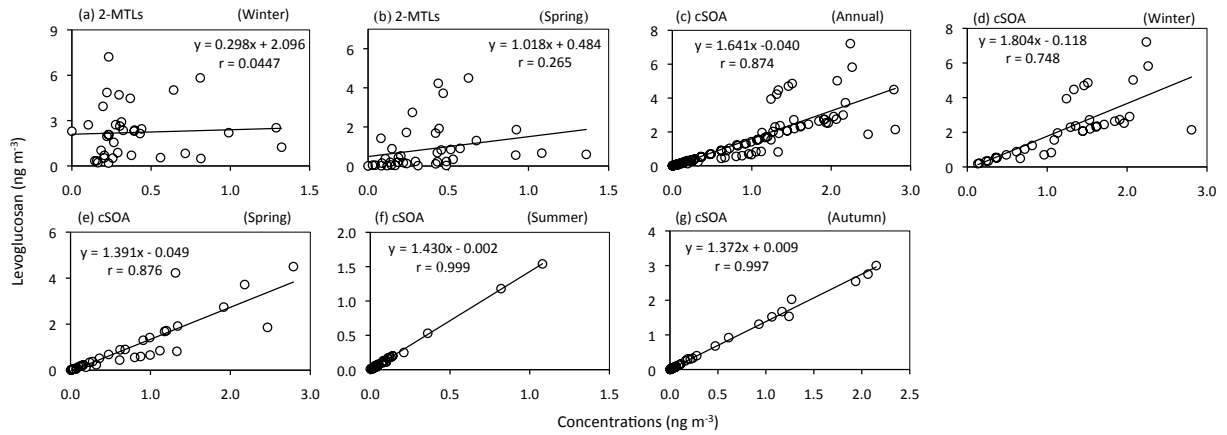 (a) 2-MTLs (Winter)
y = 0.298x + 2.096
r = 0.0447
9
6
3
0
0.0 0.5 1.0 1.5
(b) 2-MTLs (Spring)
y = 1.018x + 0.484
r = 0.265
6
4
2
0
0.0 0.5 1.0 1.5
(c) cSOA (Annual)
y = 1.641x -0.040
r = 0.874
8
6
4
2
0
0.0 1.0 2.0 3.0
(d) cSOA (Winter)
y = 1.804x - 0.118
r = 0.748
8
6
4
2
0
0.0 1.0 2.0 3.0
Levoglucosan (ng m-3)
(e) cSOA (Spring)
y = 1.391x - 0.049
r = 0.876
6
4
2
0
0.0 1.0 2.0 3.0
(f) cSOA (Summer)
y = 1.430x - 0.002
r = 0.999
2.0
1.5
1.0
0.5
0.0
0.0 0.5 1.0 1.5
(g) cSOA (Autumn)
y = 1.372x + 0.009
r = 0.997
4
3
2
1
0
0.0 0.5 1.0 1.5 2.0 2.5
Concentrations (ng m-3)